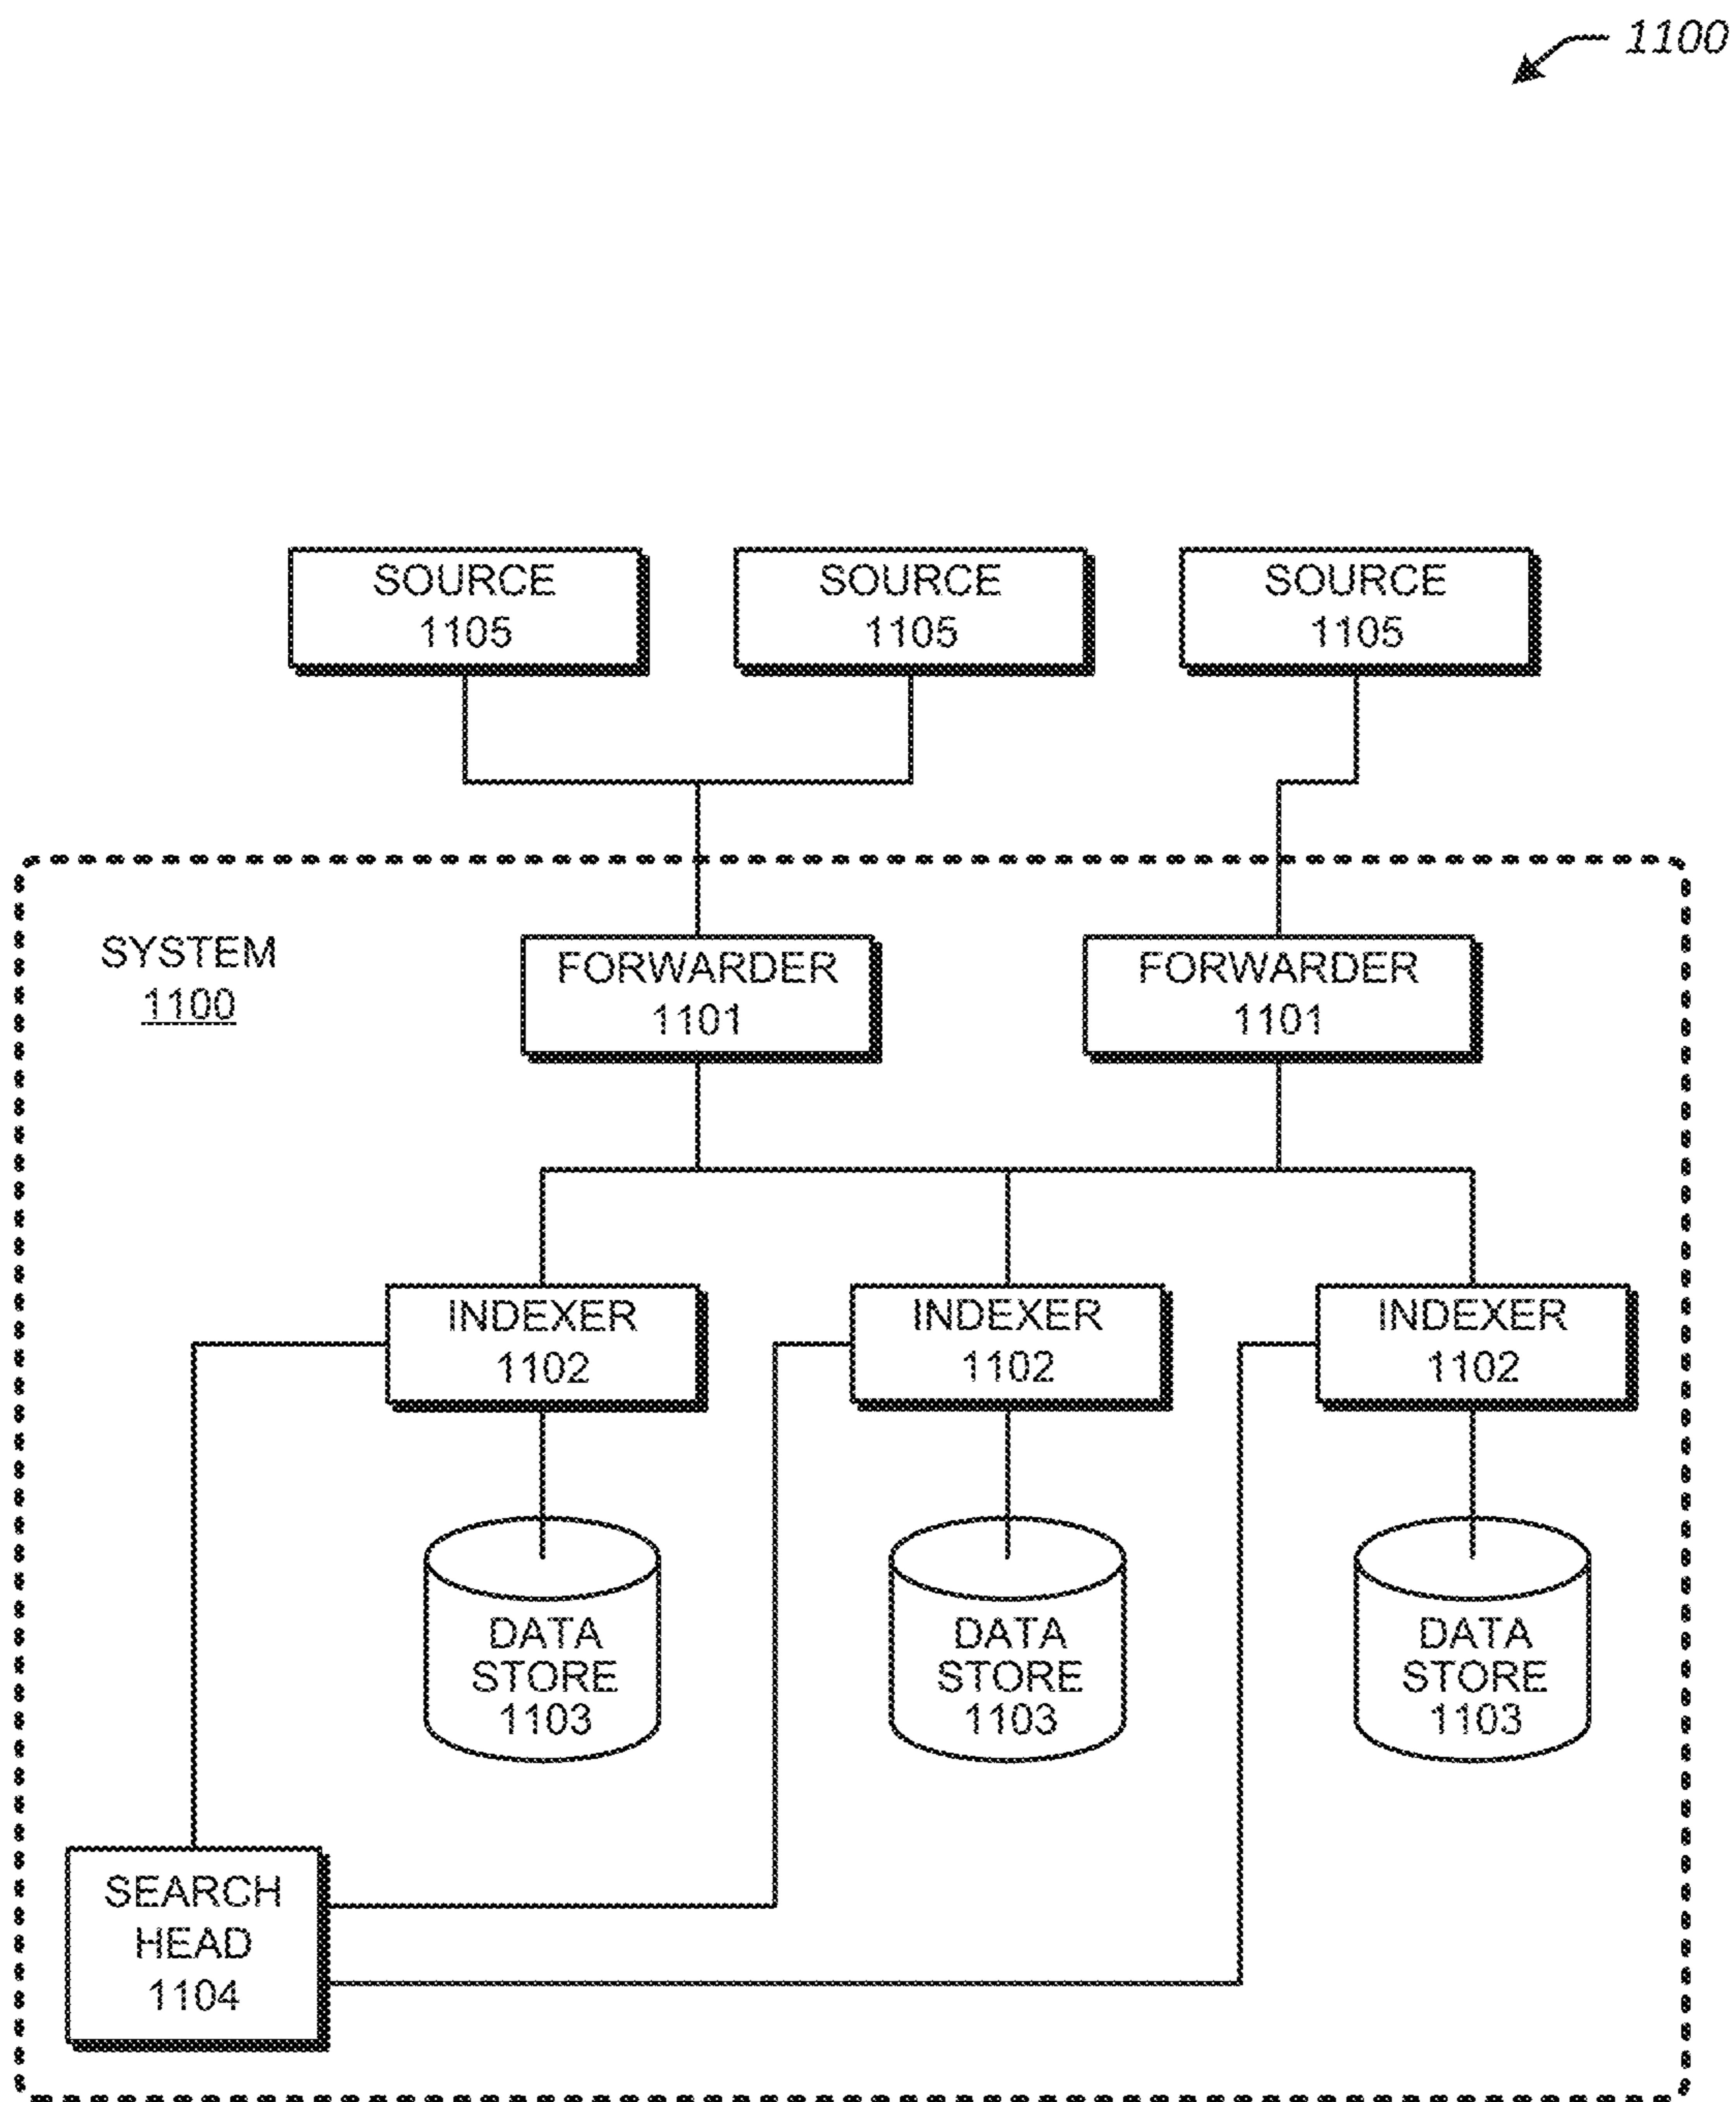 1100
SOURCE
1105
SOURCE
1105
SOURCE
1105
SYSTEM
1100
FORWARDER
1101
FORWARDER
1101
INDEXER
1102
INDEXER
1102
INDEXER
1102
DATA
STORE
1103
DATA
STORE
1103
DATA
STORE
1103
SEARCH
HEAD
1104